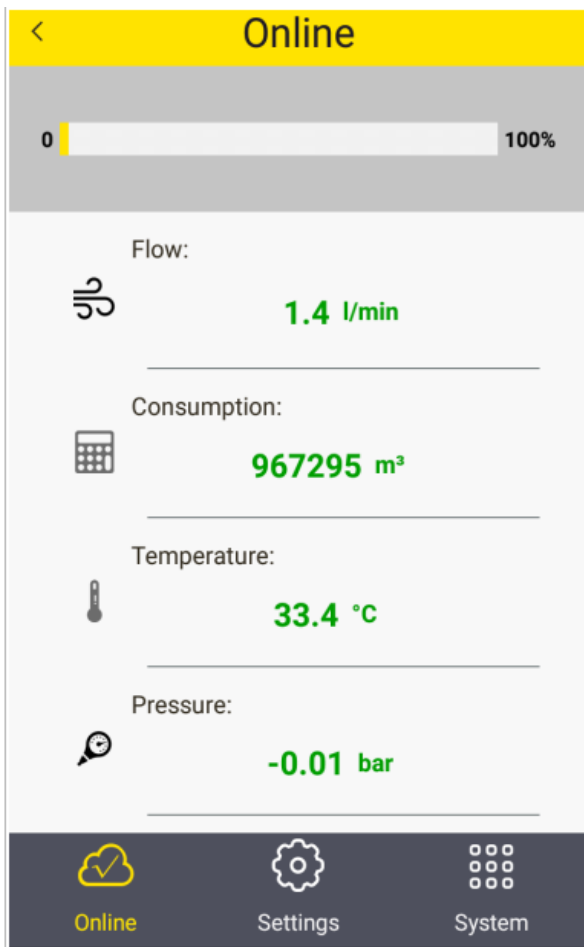 Online
0 100%
Flow:
1.4 l/min
Consumption:
967295 m³
Temperature:
33.4 °C
Pressure:
-0.01 bar
Online Settings System